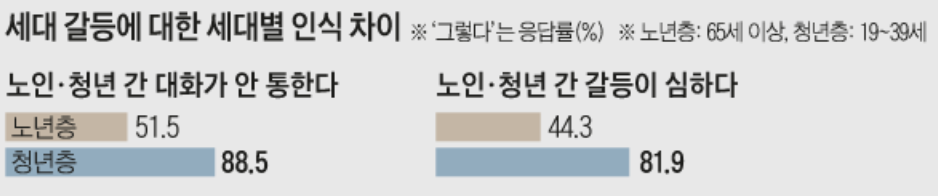 세대 갈등에 대한 세대별 인식 차이 ※ ‘그렇다’는 응답률(%) ※ 노년층: 65세 이상, 청년층: 19~39세
노인·청년 간 대화가 안 통한다
노년층 51.5
청년층 88.5
노인·청년 간 갈등이 심하다
44.3
81.9